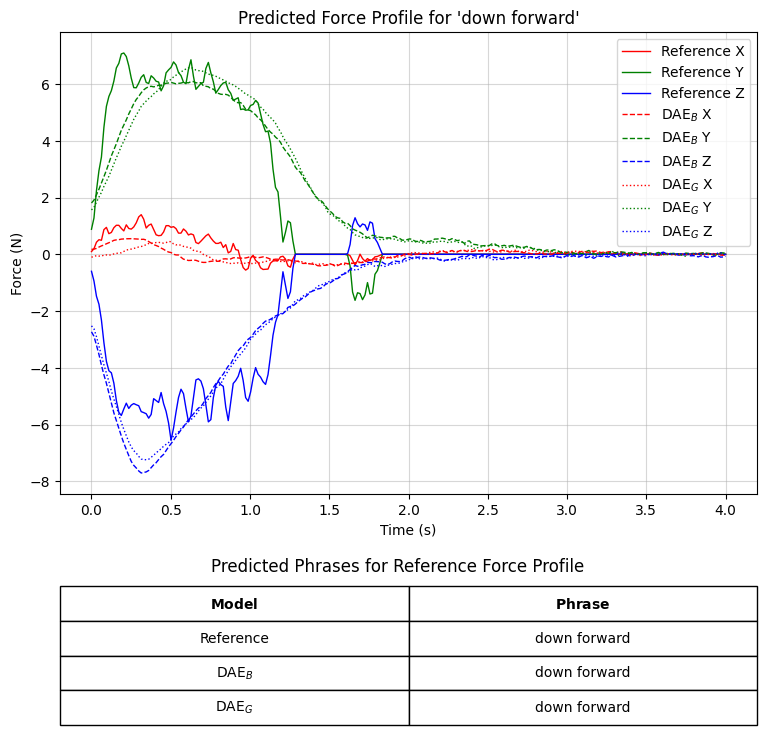 Predicted Force Profile for 'down forward'
Force (N)
6
4
2
0
−2
−4
−6
−8
Reference X
Reference Y
Reference Z
DAE_B X
DAE_B Y
DAE_B Z
DAE_G X
DAE_G Y
DAE_G Z
0.0 0.5 1.0 1.5 2.0 2.5 3.0 3.5 4.0
Time (s)
Predicted Phrases for Reference Force Profile
Model Phrase
Reference down forward
DAE_B down forward
DAE_G down forward